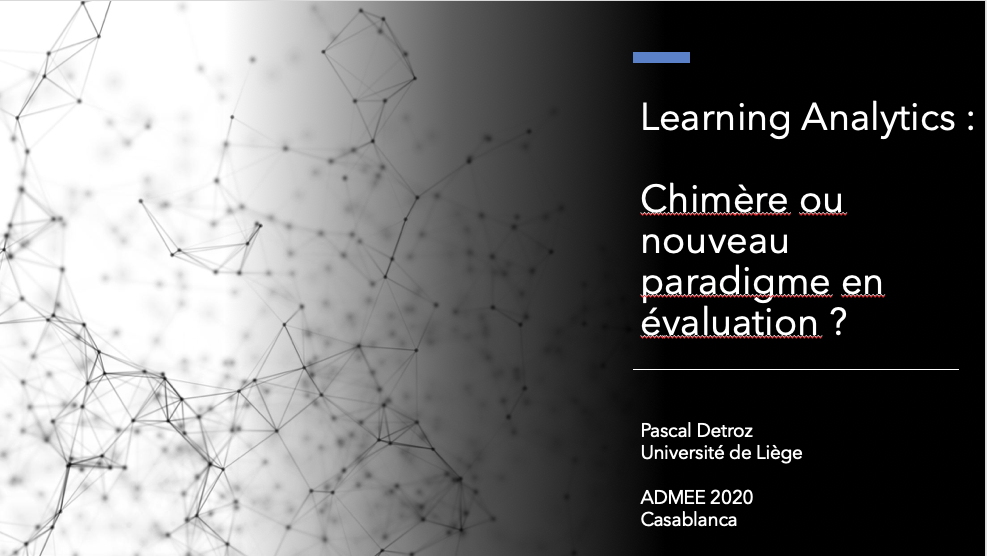 Learning Analytics :
Chimère ou
nouveau
paradigme en
évaluation ?
Pascal Detroz
Université de Liège
ADMEE 2020
Casablanca